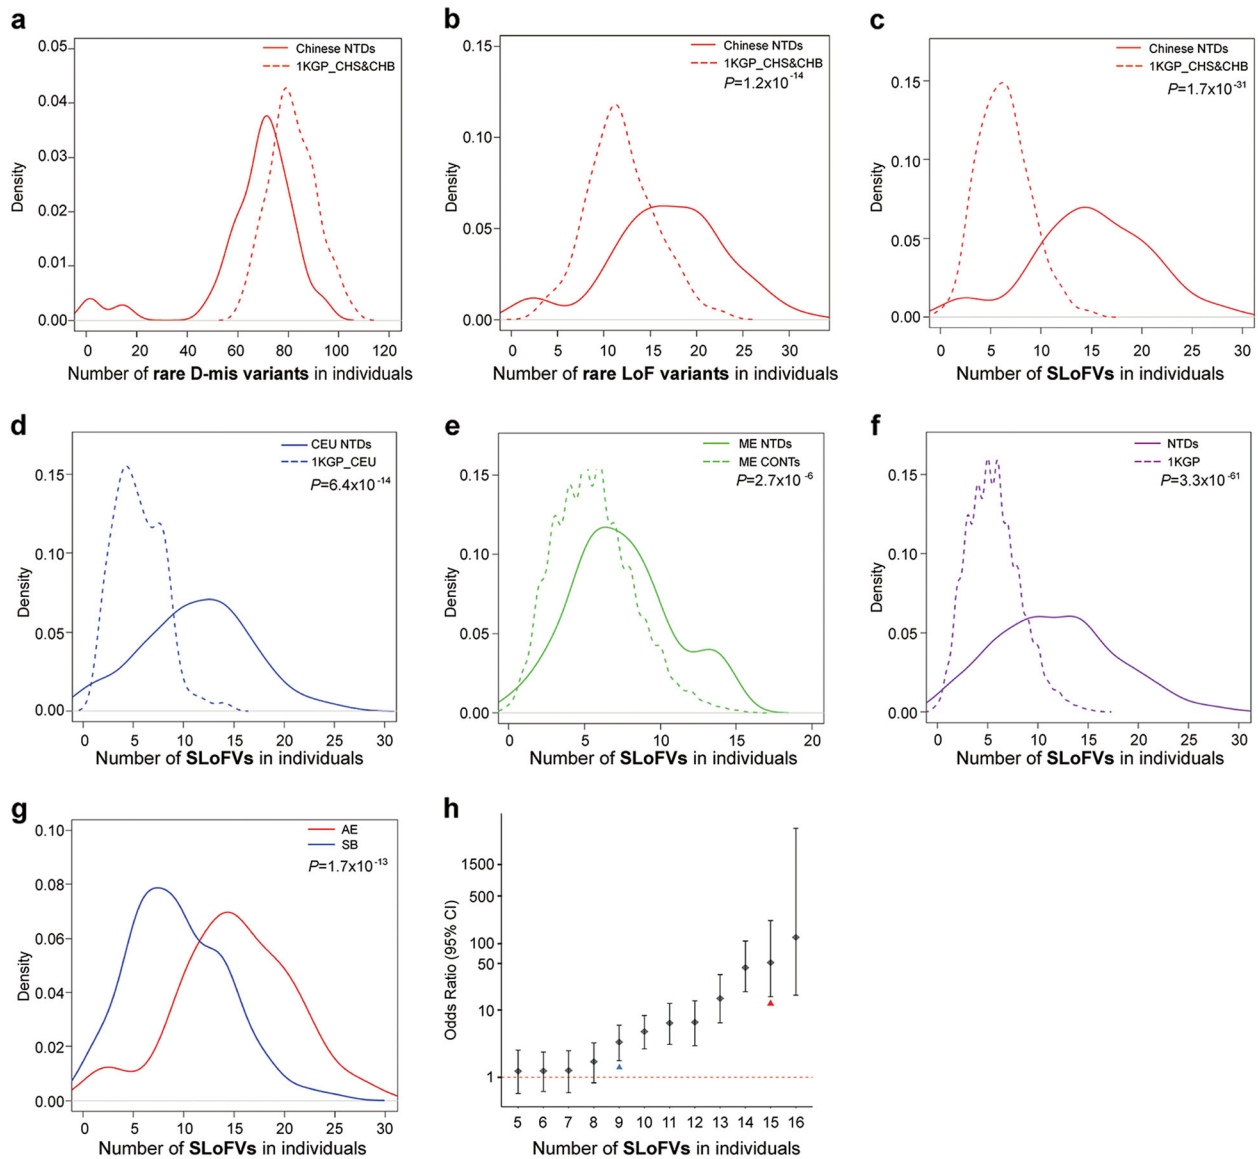 a
Chinese NTDs
1KGP_CHS&CHB
0.05
0.04
0.03
0.02
0.01
0.00
Density
0 20 40 60 80 100 120
Number of rare D-mis variants in individuals
b
Chinese NTDs
1KGP_CHS&CHB
P=1.2x10-14
0.15
0.10
0.05
0.00
Density
0 5 10 15 20 25 30
Number of rare LoF variants in individuals
c
Chinese NTDs
1KGP_CHS&CHB
P=1.7x10-31
0.15
0.10
0.05
0.00
Density
0 5 10 15 20 25 30
Number of SLoFVs in individuals
d
CEU NTDs
1KGP_CEU
P=6.4x10-14
0.15
0.10
0.05
0.00
Density
0 5 10 15 20 25 30
Number of SLoFVs in individuals
e
ME NTDs
ME CONTs
P=2.7x10-6
0.15
0.10
0.05
0.00
Density
0 5 10 15 20
Number of SLoFVs in individuals
f
NTDs
1KGP
P=3.3x10-61
0.15
0.10
0.05
0.00
Density
0 5 10 15 20 25 30
Number of SLoFVs in individuals
g
AE
SB
P=1.7x10-13
0.10
0.08
0.06
0.04
0.02
0.00
Density
0 5 10 15 20 25 30
Number of SLoFVs in individuals
h
1500
500
100
50
10
1
Odds Ratio (95% CI)
5 6 7 8 9 10 11 12 13 14 15 16
Number of SLoFVs in individuals